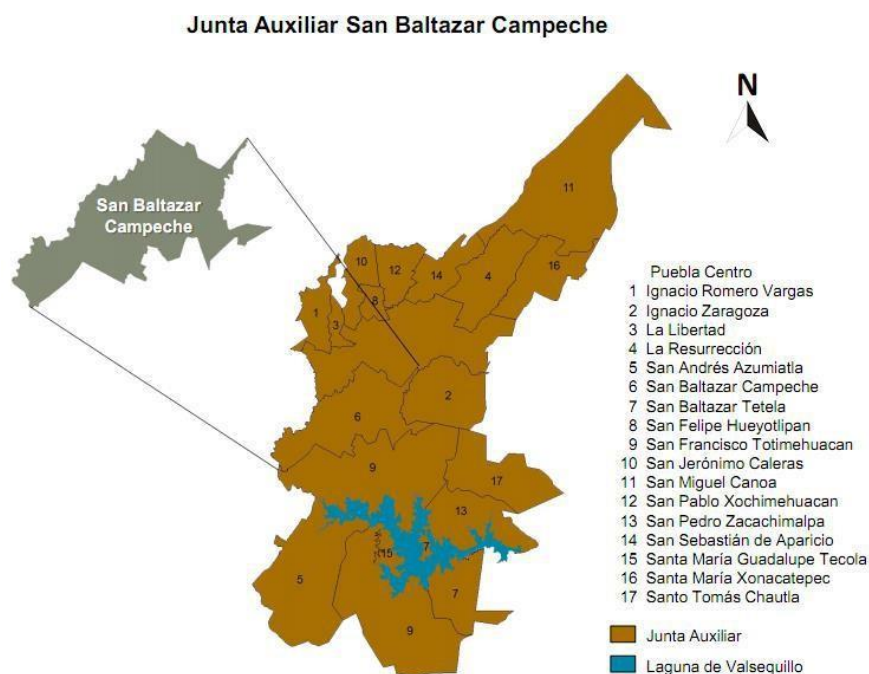 Junta Auxiliar San Baltazar Campeche
N
San Baltazar
Campeche
11
10
12
14
4
16
8
1
3
2
6
9
17
13
15
7
5
7
9
Puebla Centro
1 Ignacio Romero Vargas
2 Ignacio Zaragoza
3 La Libertad
4 La Resurrección
5 San Andrés Azumiatla
6 San Baltazar Campeche
7 San Baltazar Tetela
8 San Felipe Hueyotlipan
9 San Francisco Totimehuacan
10 San Jerónimo Caleras
11 San Miguel Canoa
12 San Pablo Xochimehuacan
13 San Pedro Zacachimalpa
14 San Sebastián de Aparicio
15 Santa María Guadalupe Tecola
16 Santa María Xonacatepec
17 Santo Tomás Chautla
Junta Auxiliar
Laguna de Valsequillo